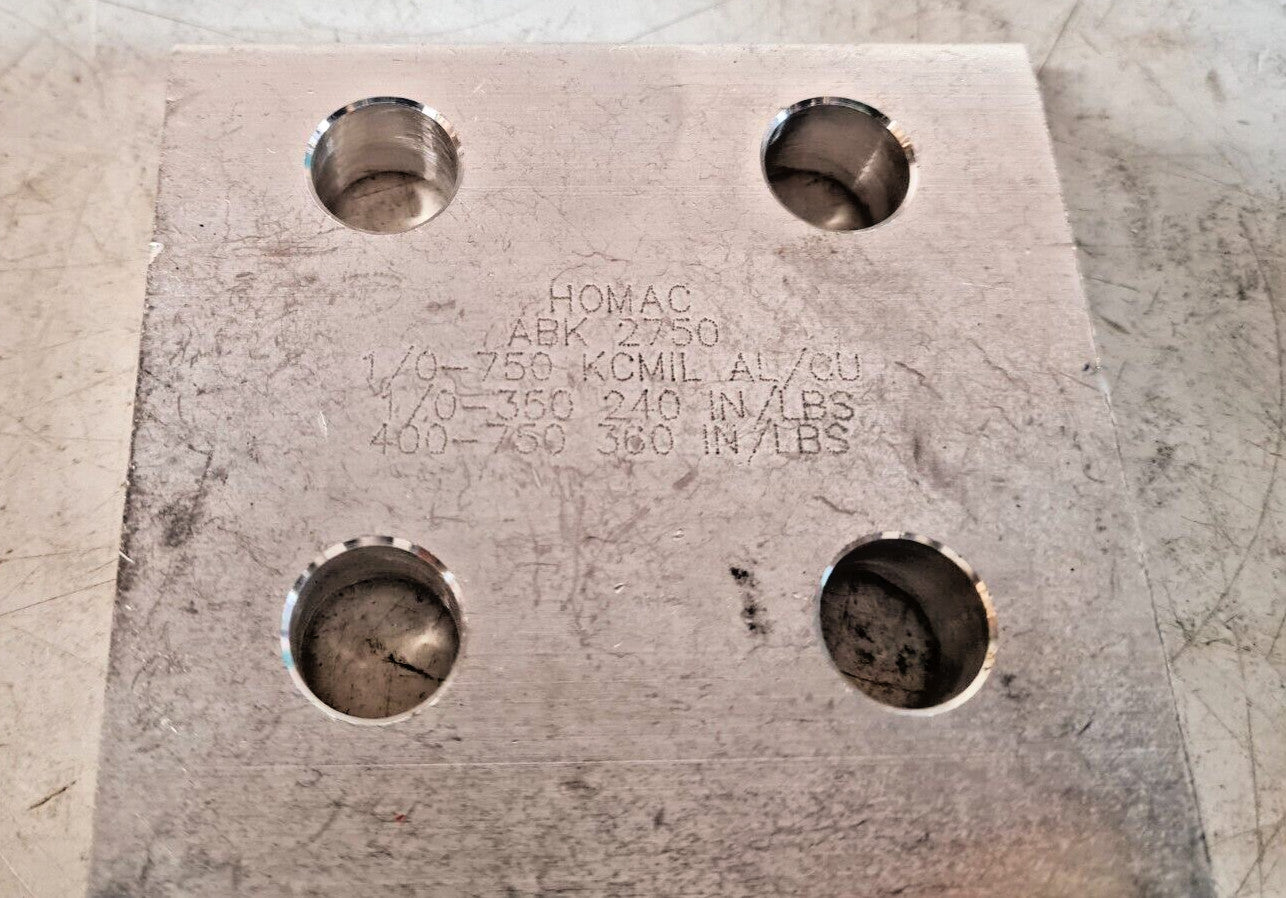 HOMAC
ABK 2750
1/0-750 KCMIL AL/CU
1/0-350 240 IN/LBS
400-750 360 IN/LBS